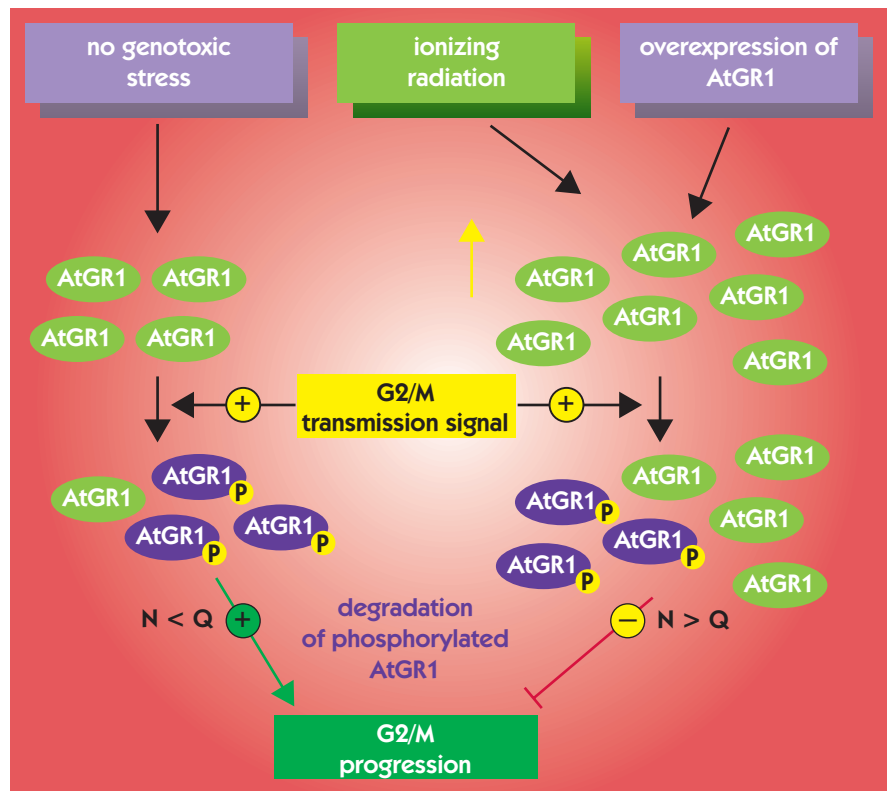 no genotoxic
stress
ionizing
radiation
overexpression of
AtGR1
AtGR1
AtGR1
AtGR1
AtGR1
AtGR1
AtGR1
AtGR1
AtGR1
AtGR1
AtGR1
AtGR1
+
G2/M
transmission signal
+
AtGR1
AtGR1
P
AtGR1
P
AtGR1
P
AtGR1
P
AtGR1
P
AtGR1
P
AtGR1
AtGR1
AtGR1
AtGR1
N < Q
+
degradation
of phosphorylated
AtGR1
−
N > Q
G2/M
progression